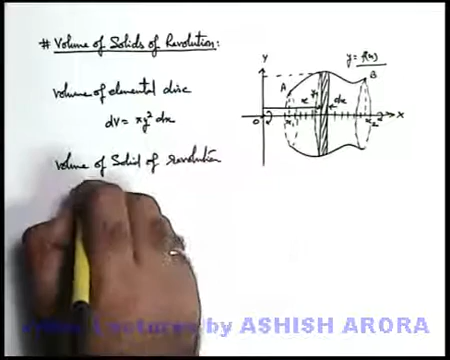 # Volume of Solids of Revolution:
Volume of elemental disc
dV = πy² dx
Volume of Solid of revolution
Y
y = f(x)
A
B
x
y
dx
O
x₁
x₂
X
Video Lectures by ASHISH ARORA